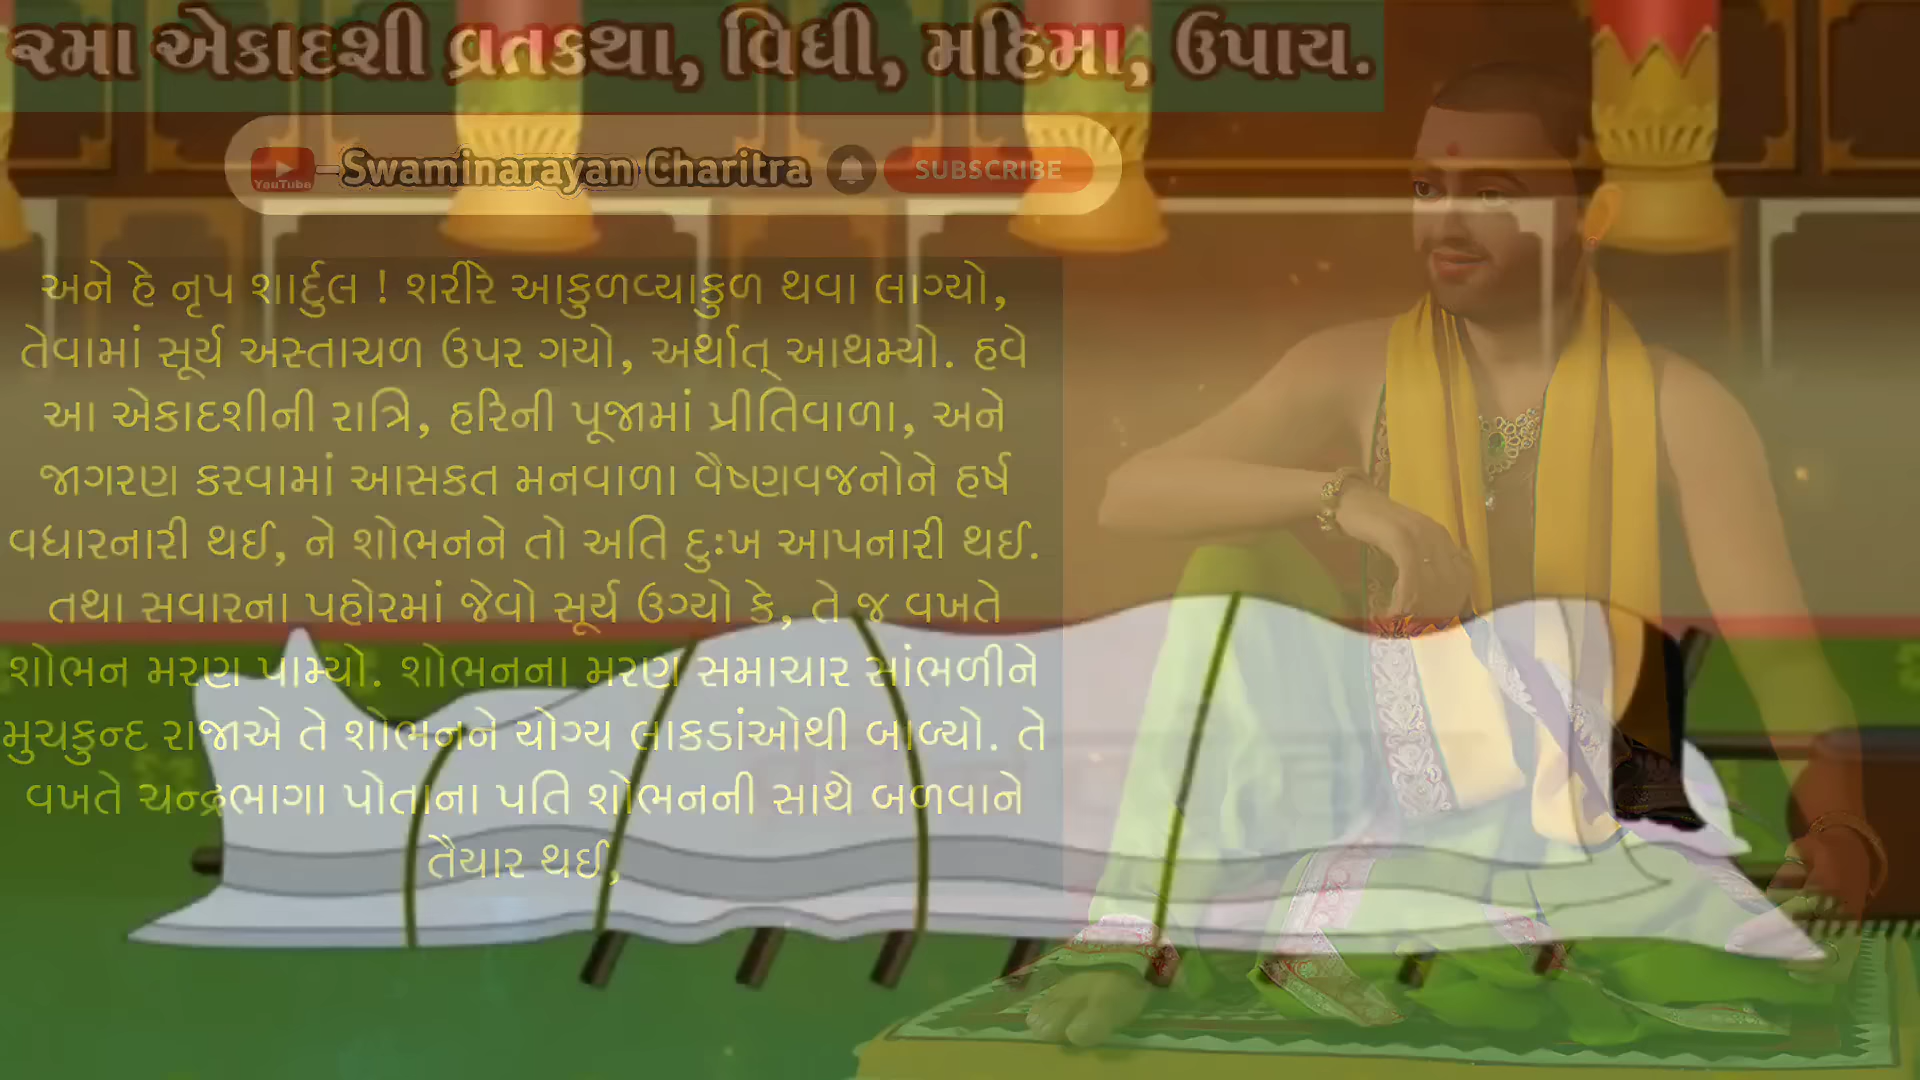 રમા એકાદશી વ્રતકથા, વિધી, મહિમા, ઉપાય.
YouTube Swaminarayan Charitra SUBSCRIBE
અને હે નૃપ શાર્દુલ ! શરીરે આકુળવ્યાકુળ થવા લાગ્યો,
તેવામાં સૂર્ય અસ્તાચળ ઉપર ગયો, અર્થાત્ આથમ્યો. હવે
આ એકાદશીની રાત્રિ, હરિની પૂજામાં પ્રીતિવાળા, અને
જાગરણ કરવામાં આસકત મનવાળા વૈષ્ણવજનોને હર્ષ
વધારનારી થઈ, ને શોભનને તો અતિ દુઃખ આપનારી થઈ.
તથા સવારના પહોરમાં જેવો સૂર્ય ઉગ્યો કે, તે જ વખતે
શોભન મરણ પામ્યો. શોભનના મરણ સમાચાર સાંભળીને
મુચકુન્દ રાજાએ તે શોભનને યોગ્ય લાકડાંઓથી બાળ્યો. તે
વખતે ચન્દ્રભાગા પોતાના પતિ શોભનની સાથે બળવાને
તૈયાર થઈ,